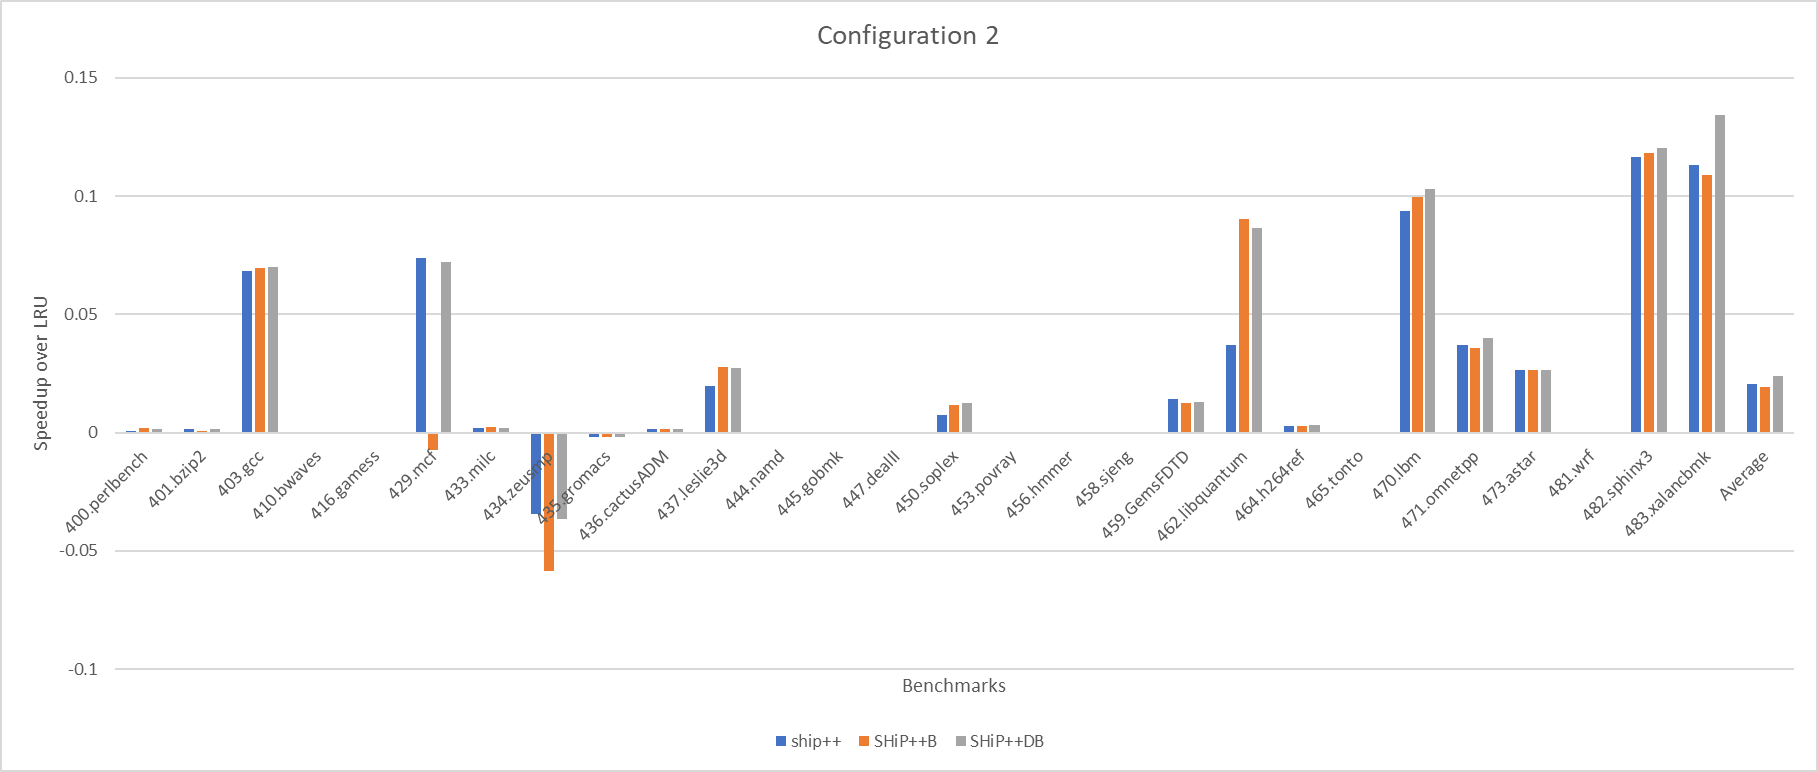 Configuration 2
Speedup over LRU
0.15
0.1
0.05
0
-0.05
-0.1
400.perlbench
401.bzip2
403.gcc
410.bwaves
416.gamess
429.mcf
433.milc
434.zeusmp
435.gromacs
436.cactusADM
437.leslie3d
444.namd
445.gobmk
447.dealII
450.soplex
453.povray
456.hmmer
458.sjeng
459.GemsFDTD
462.libquantum
464.h264ref
465.tonto
470.lbm
471.omnetpp
473.astar
481.wrf
482.sphinx3
483.xalancbmk
Average
Benchmarks
ship++ SHiP++B SHiP++DB